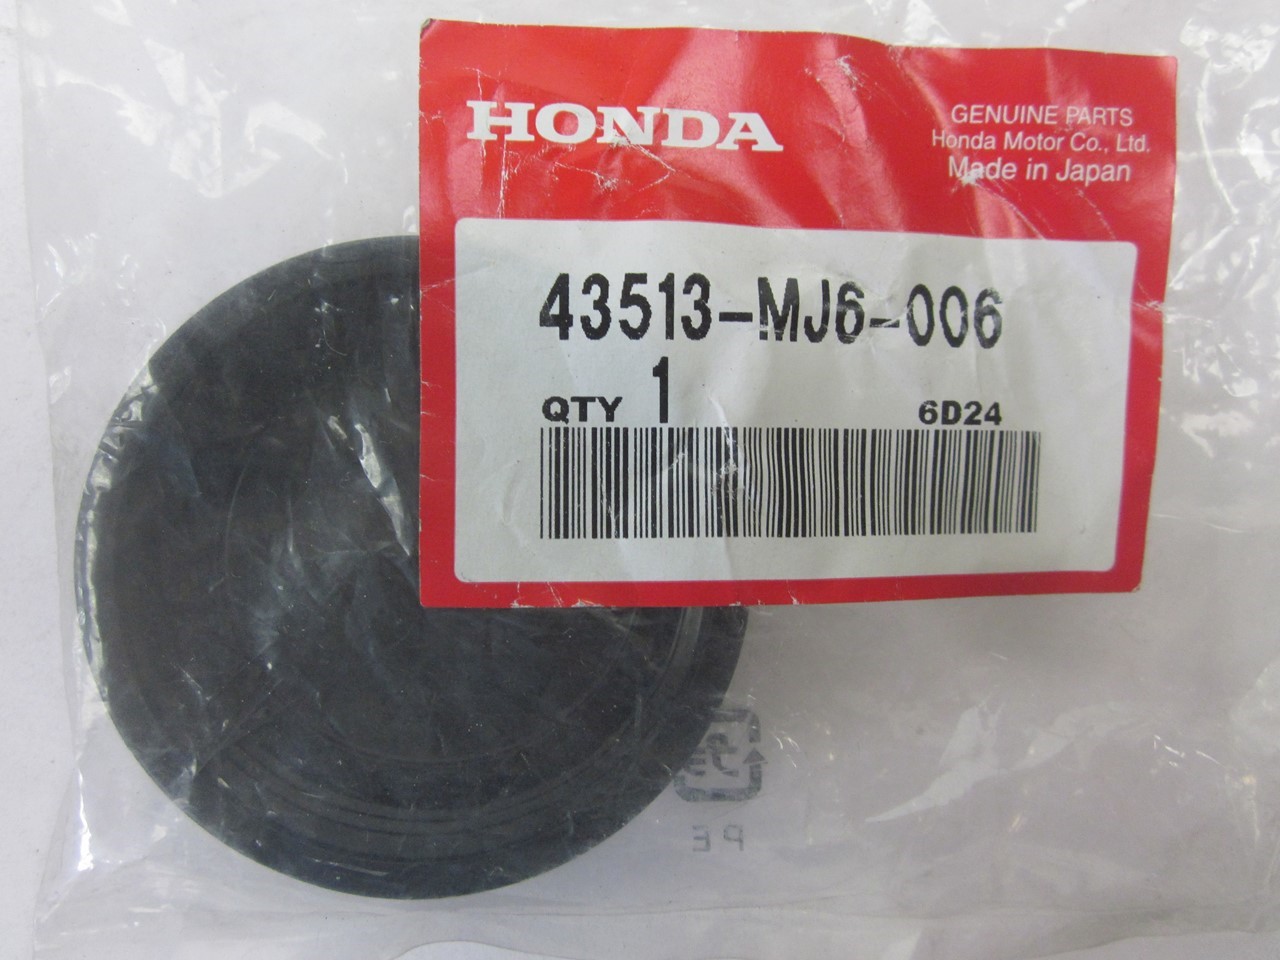 HONDA
GENUINE PARTS
Honda Motor Co., Ltd.
Made in Japan
43513-MJ6-006
QTY 1
6D24
PE